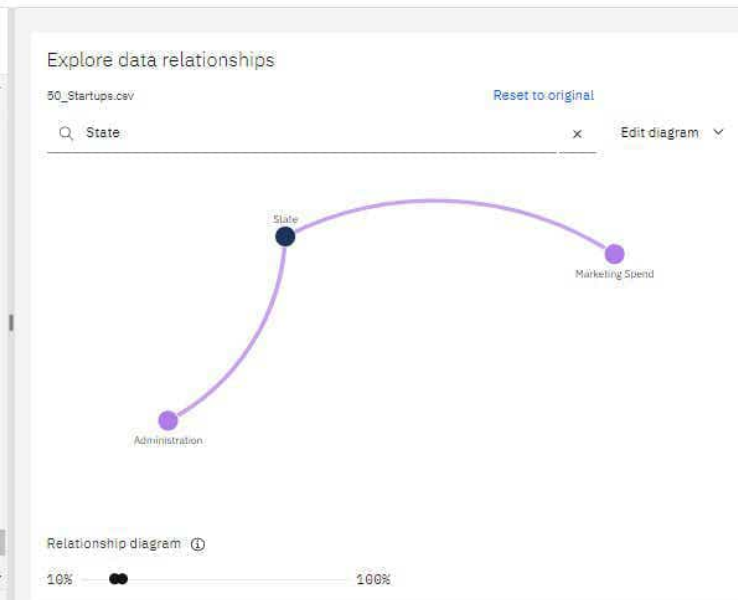 Explore data relationships
50_Startups.csv
Reset to original
State
Edit diagram
State
Marketing Spend
Administration
Relationship diagram
10%
100%